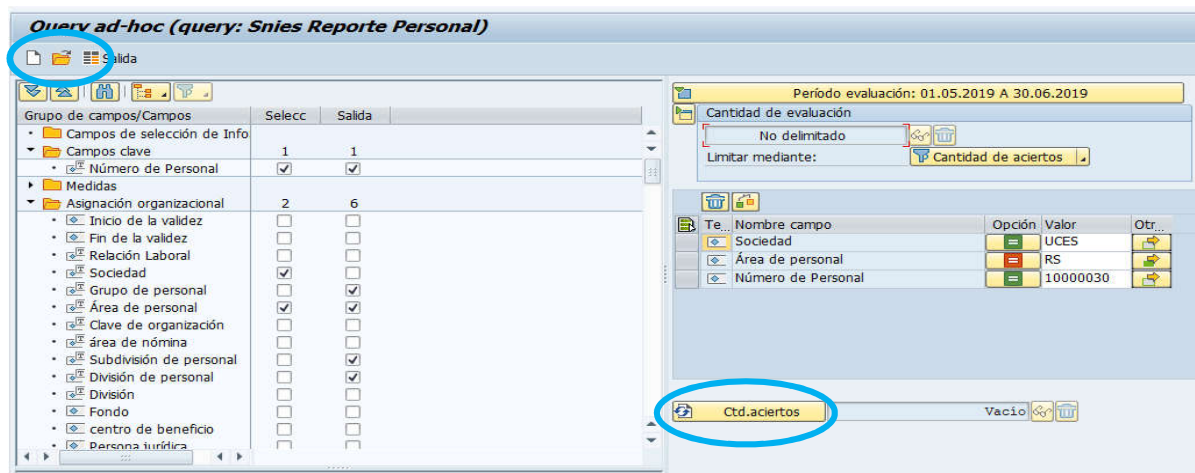 Query ad-hoc (query: Snies Reporte Personal)
Salida
Grupo de campos/Campos Selecc Salida
Campos de selección de Info
Campos clave 1 1
Número de Personal
Medidas
Asignación organizacional 2 6
Inicio de la validez
Fin de la validez
Relación Laboral
Sociedad
Grupo de personal
Área de personal
Clave de organización
área de nómina
Subdivisión de personal
División de personal
División
Fondo
centro de beneficio
Persona jurídica
Período evaluación: 01.05.2019 A 30.06.2019
Cantidad de evaluación
No delimitado
Limitar mediante: Cantidad de aciertos
Te... Nombre campo Opción Valor Otr...
Sociedad = UCES
Área de personal = RS
Número de Personal = 10000030
Ctd.aciertos Vacio